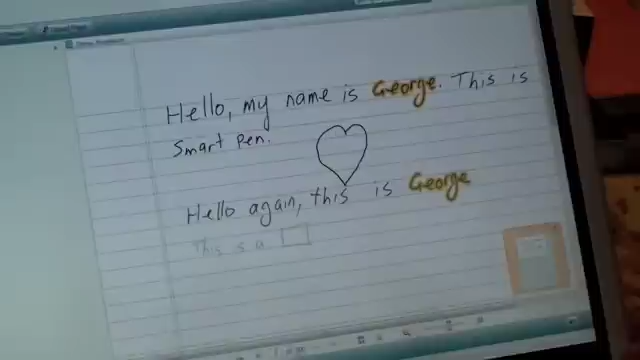 Hello, my name is George. This is
Smart Pen.
Hello again, this is George
This is a